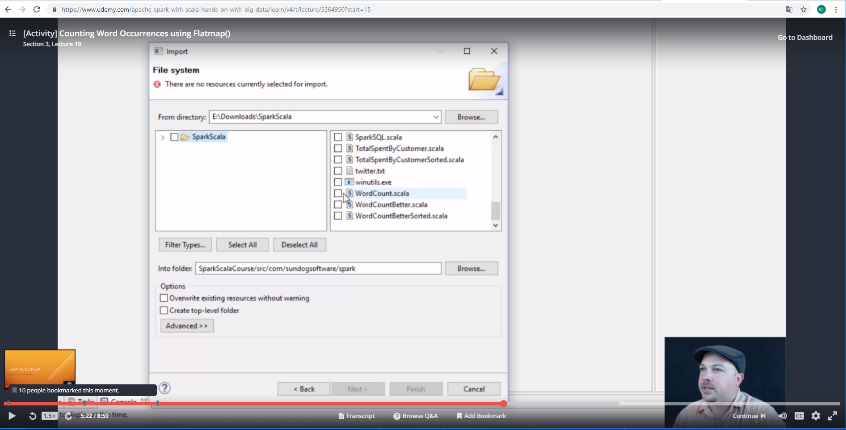 https://www.udemy.com/apache-spark-with-scala-hands-on-with-big-data/learn/v4/t/lecture/5364950?start=15
[Activity] Counting Word Occurrences using Flatmap()
Section 3, Lecture 19
Go to Dashboard
Import
File system
There are no resources currently selected for import.
From directory: E:\Downloads\SparkScala Browse...
SparkScala
SparkSQL.scala
TotalSpentByCustomer.scala
TotalSpentByCustomerSorted.scala
twitter.txt
winutils.exe
WordCount.scala
WordCountBetter.scala
WordCountBetterSorted.scala
Filter Types... Select All Deselect All
Into folder: SparkScalaCourse/src/com/sundogsoftware/spark Browse...
Options
Overwrite existing resources without warning
Create top-level folder
Advanced >>
10 people bookmarked this moment.
< Back Next > Finish Cancel
Console
1.5× time.
Transcript Browse Q&A Add Bookmark Continue